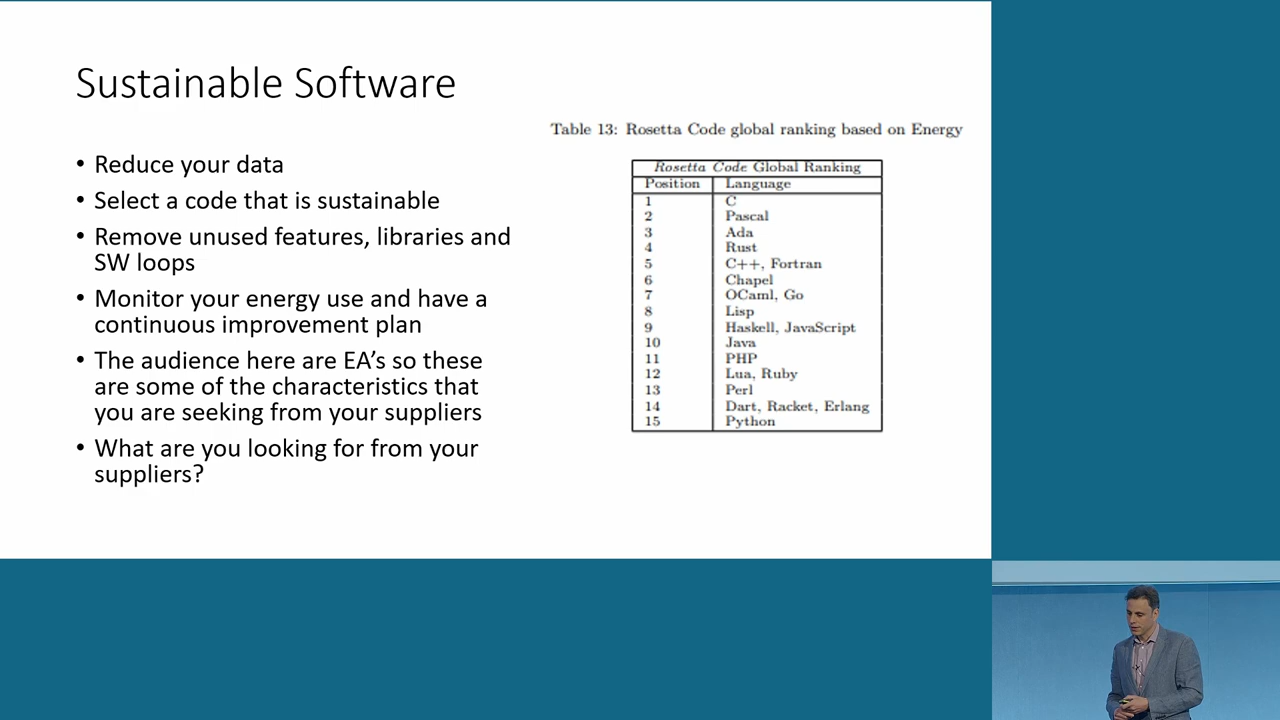 Sustainable Software
• Reduce your data
• Select a code that is sustainable
• Remove unused features, libraries and
SW loops
• Monitor your energy use and have a
continuous improvement plan
• The audience here are EA’s so these
are some of the characteristics that
you are seeking from your suppliers
• What are you looking for from your
suppliers?
Table 13: Rosetta Code global ranking based on Energy
Rosetta Code Global Ranking
Position Language
1 C
2 Pascal
3 Ada
4 Rust
5 C++, Fortran
6 Chapel
7 OCaml, Go
8 Lisp
9 Haskell, JavaScript
10 Java
11 PHP
12 Lua, Ruby
13 Perl
14 Dart, Racket, Erlang
15 Python